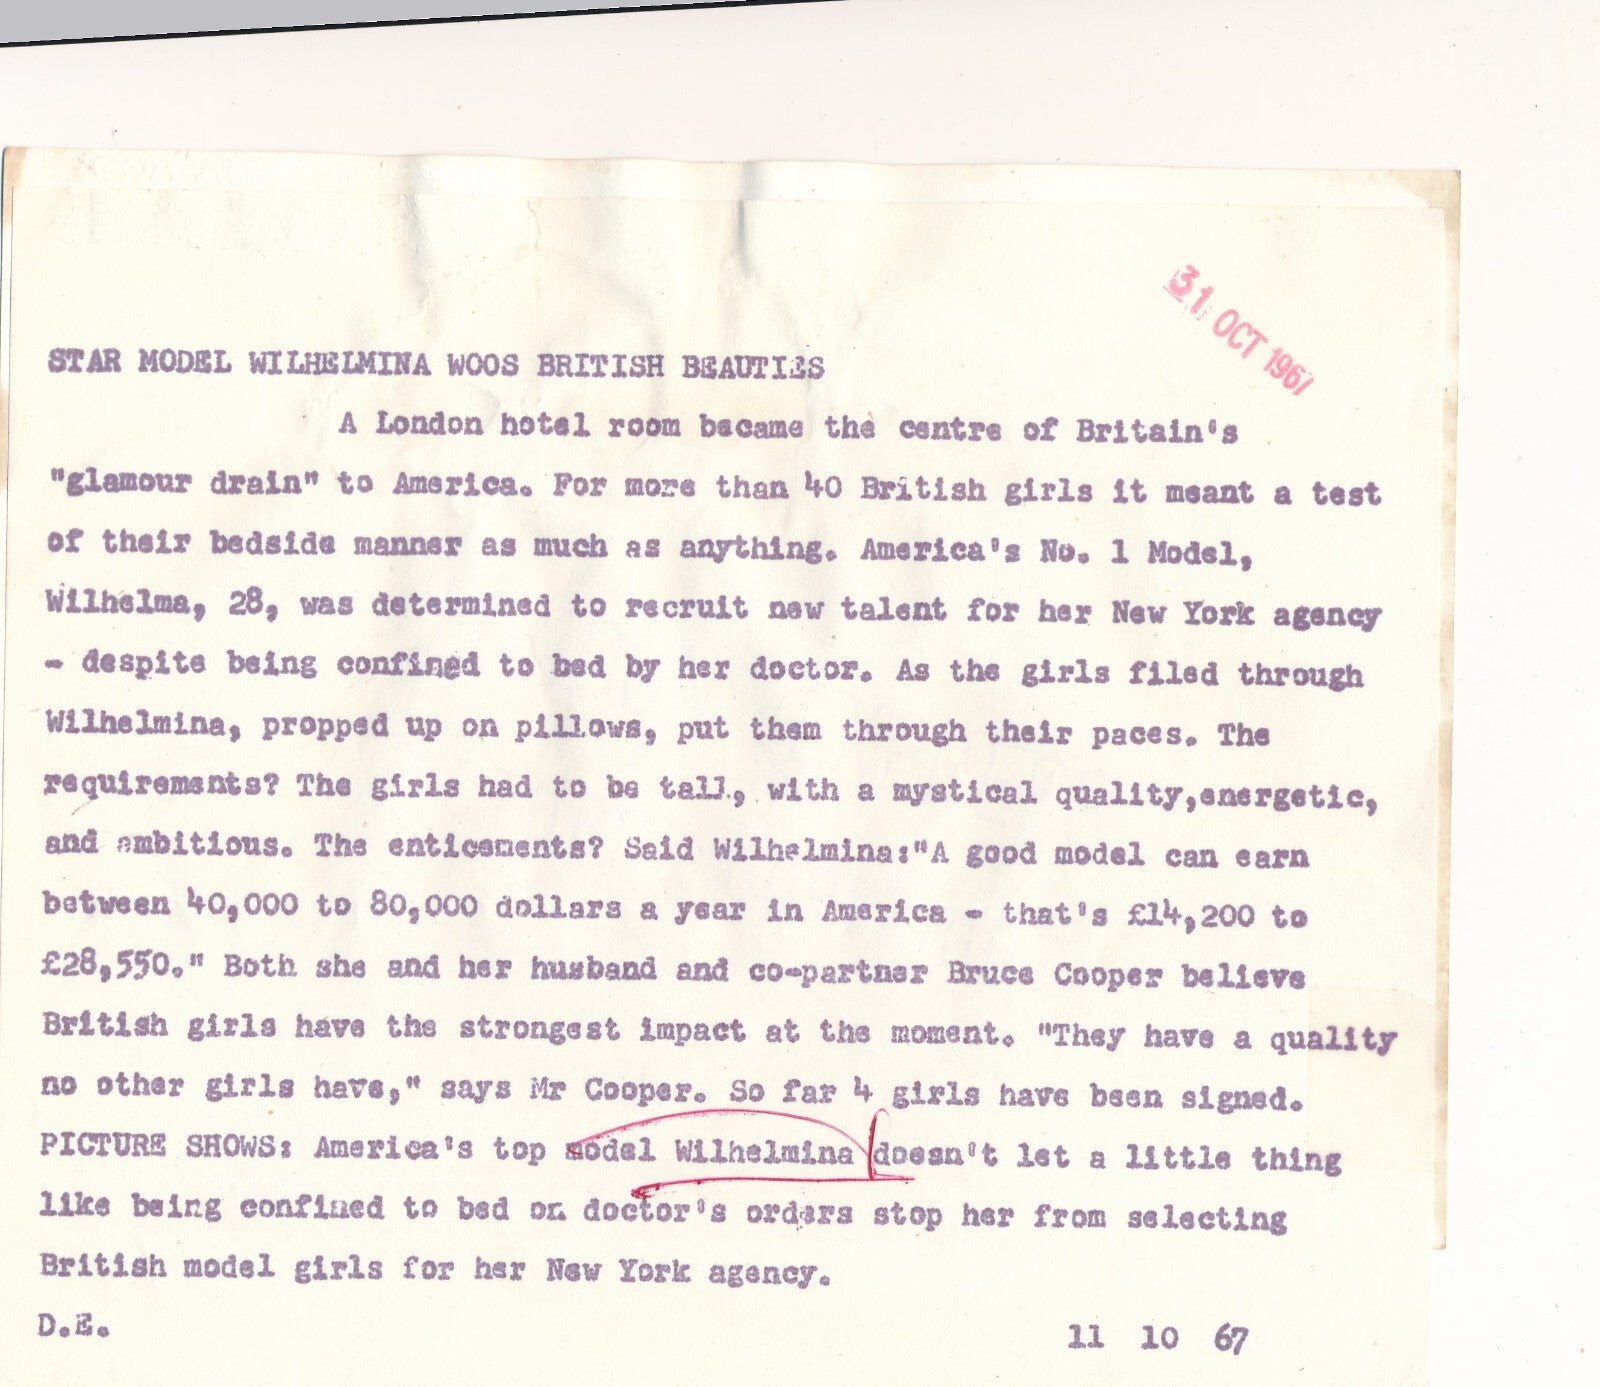 31 OCT 1967
STAR MODEL WILHELMINA WOOS BRITISH BEAUTIES
A London hotel room became the centre of Britain's
"glamour drain" to America. For more than 40 British girls it meant a test
of their bedside manner as much as anything. America's No. 1 Model,
Wilhelma, 28, was determined to recruit new talent for her New York agency
- despite being confined to bed by her doctor. As the girls filed through
Wilhelmina, propped up on pillows, put them through their paces. The
requirements? The girls had to be tall, with a mystical quality,energetic,
and ambitious. The enticements? Said Wilhelmina:"A good model can earn
between 40,000 to 80,000 dollars a year in America - that's £14,200 to
£28,550." Both she and her husband and co-partner Bruce Cooper believe
British girls have the strongest impact at the moment. "They have a quality
no other girls have," says Mr Cooper. So far 4 girls have been signed.
PICTURE SHOWS: America's top model Wilhelmina doesn't let a little thing
like being confined to bed on doctor's orders stop her from selecting
British model girls for her New York agency.
D.E.
11 10 67